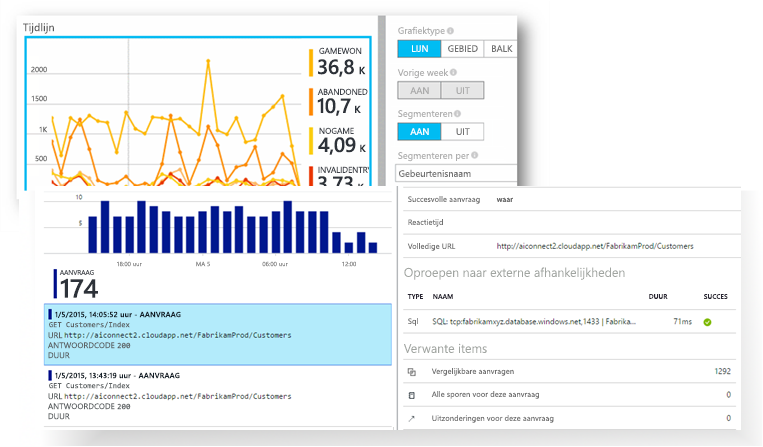 Tijdlijn
2000
1500
1K
500
GAMEWON
36,8 K
ABANDONED
10,7 K
NOGAME
4,09 K
INVALIDENTRY
3,73 K
Grafiektype
LIJN GEBIED BALK
Vorige week
AAN UIT
Segmenteren
AAN UIT
Segmenteren per
Gebeurtenisnaam
10
16:00 uur MA 5 06:00 uur 12:00
AANVRAAG
174
1/5/2015, 14:05:52 uur - AANVRAAG
GET Customers/Index
URL http://aiconnect2.cloudapp.net/FabrikamProd/Customers
ANTWOORDCODE 200
DUUR
1/5/2015, 13:43:19 uur - AANVRAAG
GET Customers/Index
URL http://aiconnect2.cloudapp.net/FabrikamProd/Customers
ANTWOORDCODE 200
DUUR
Succesvolle aanvraag waar
Reactietijd
Volledige URL http://aiconnect2.cloudapp.net/FabrikamProd/Customers
Oproepen naar externe afhankelijkheden
TYPE NAAM DUUR SUCCES
Sql SQL: tcp:fabrikamxyz.database.windows.net,1433 | Fabrika... 71ms
Verwante items
Vergelijkbare aanvragen 1292
Alle sporen voor deze aanvraag 0
Uitzonderingen voor deze aanvraag 0